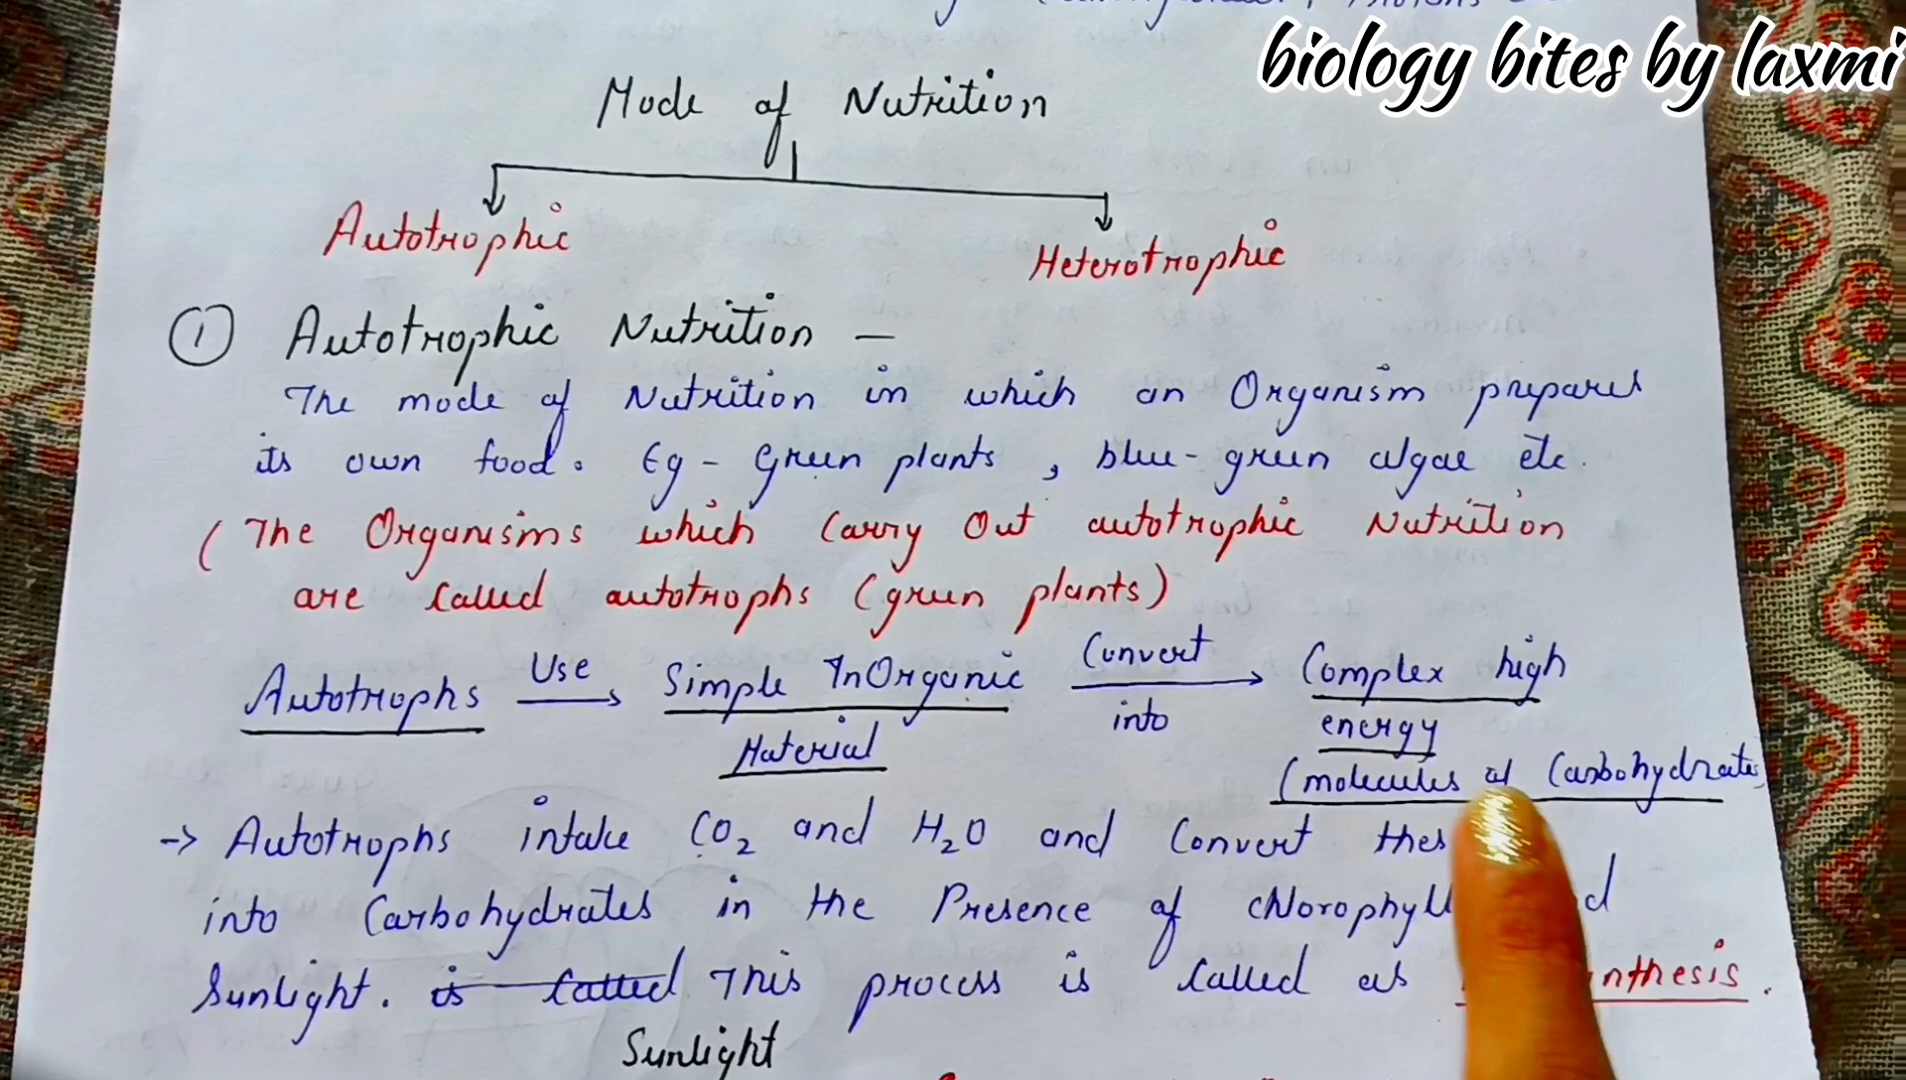 biology bites by laxmi
Mode of Nutrition
Autotrophic
Heterotrophic
① Autotrophic Nutrition –
The mode of Nutrition in which an Organism prepares
its own food. Eg - Green plants, blue-green algae etc.
(The Organisms which Carry Out autotrophic Nutrition
are Called autotrophs (green plants)
Autotrophs Use → Simple InOrganic Convert → Complex high
Material into energy
(molecules of Carbohydrates
-> Autotrophs intake CO₂ and H₂O and Convert
into Carbohydrates in the Presence of
Sunlight. is called This process is Called as
Sunlight